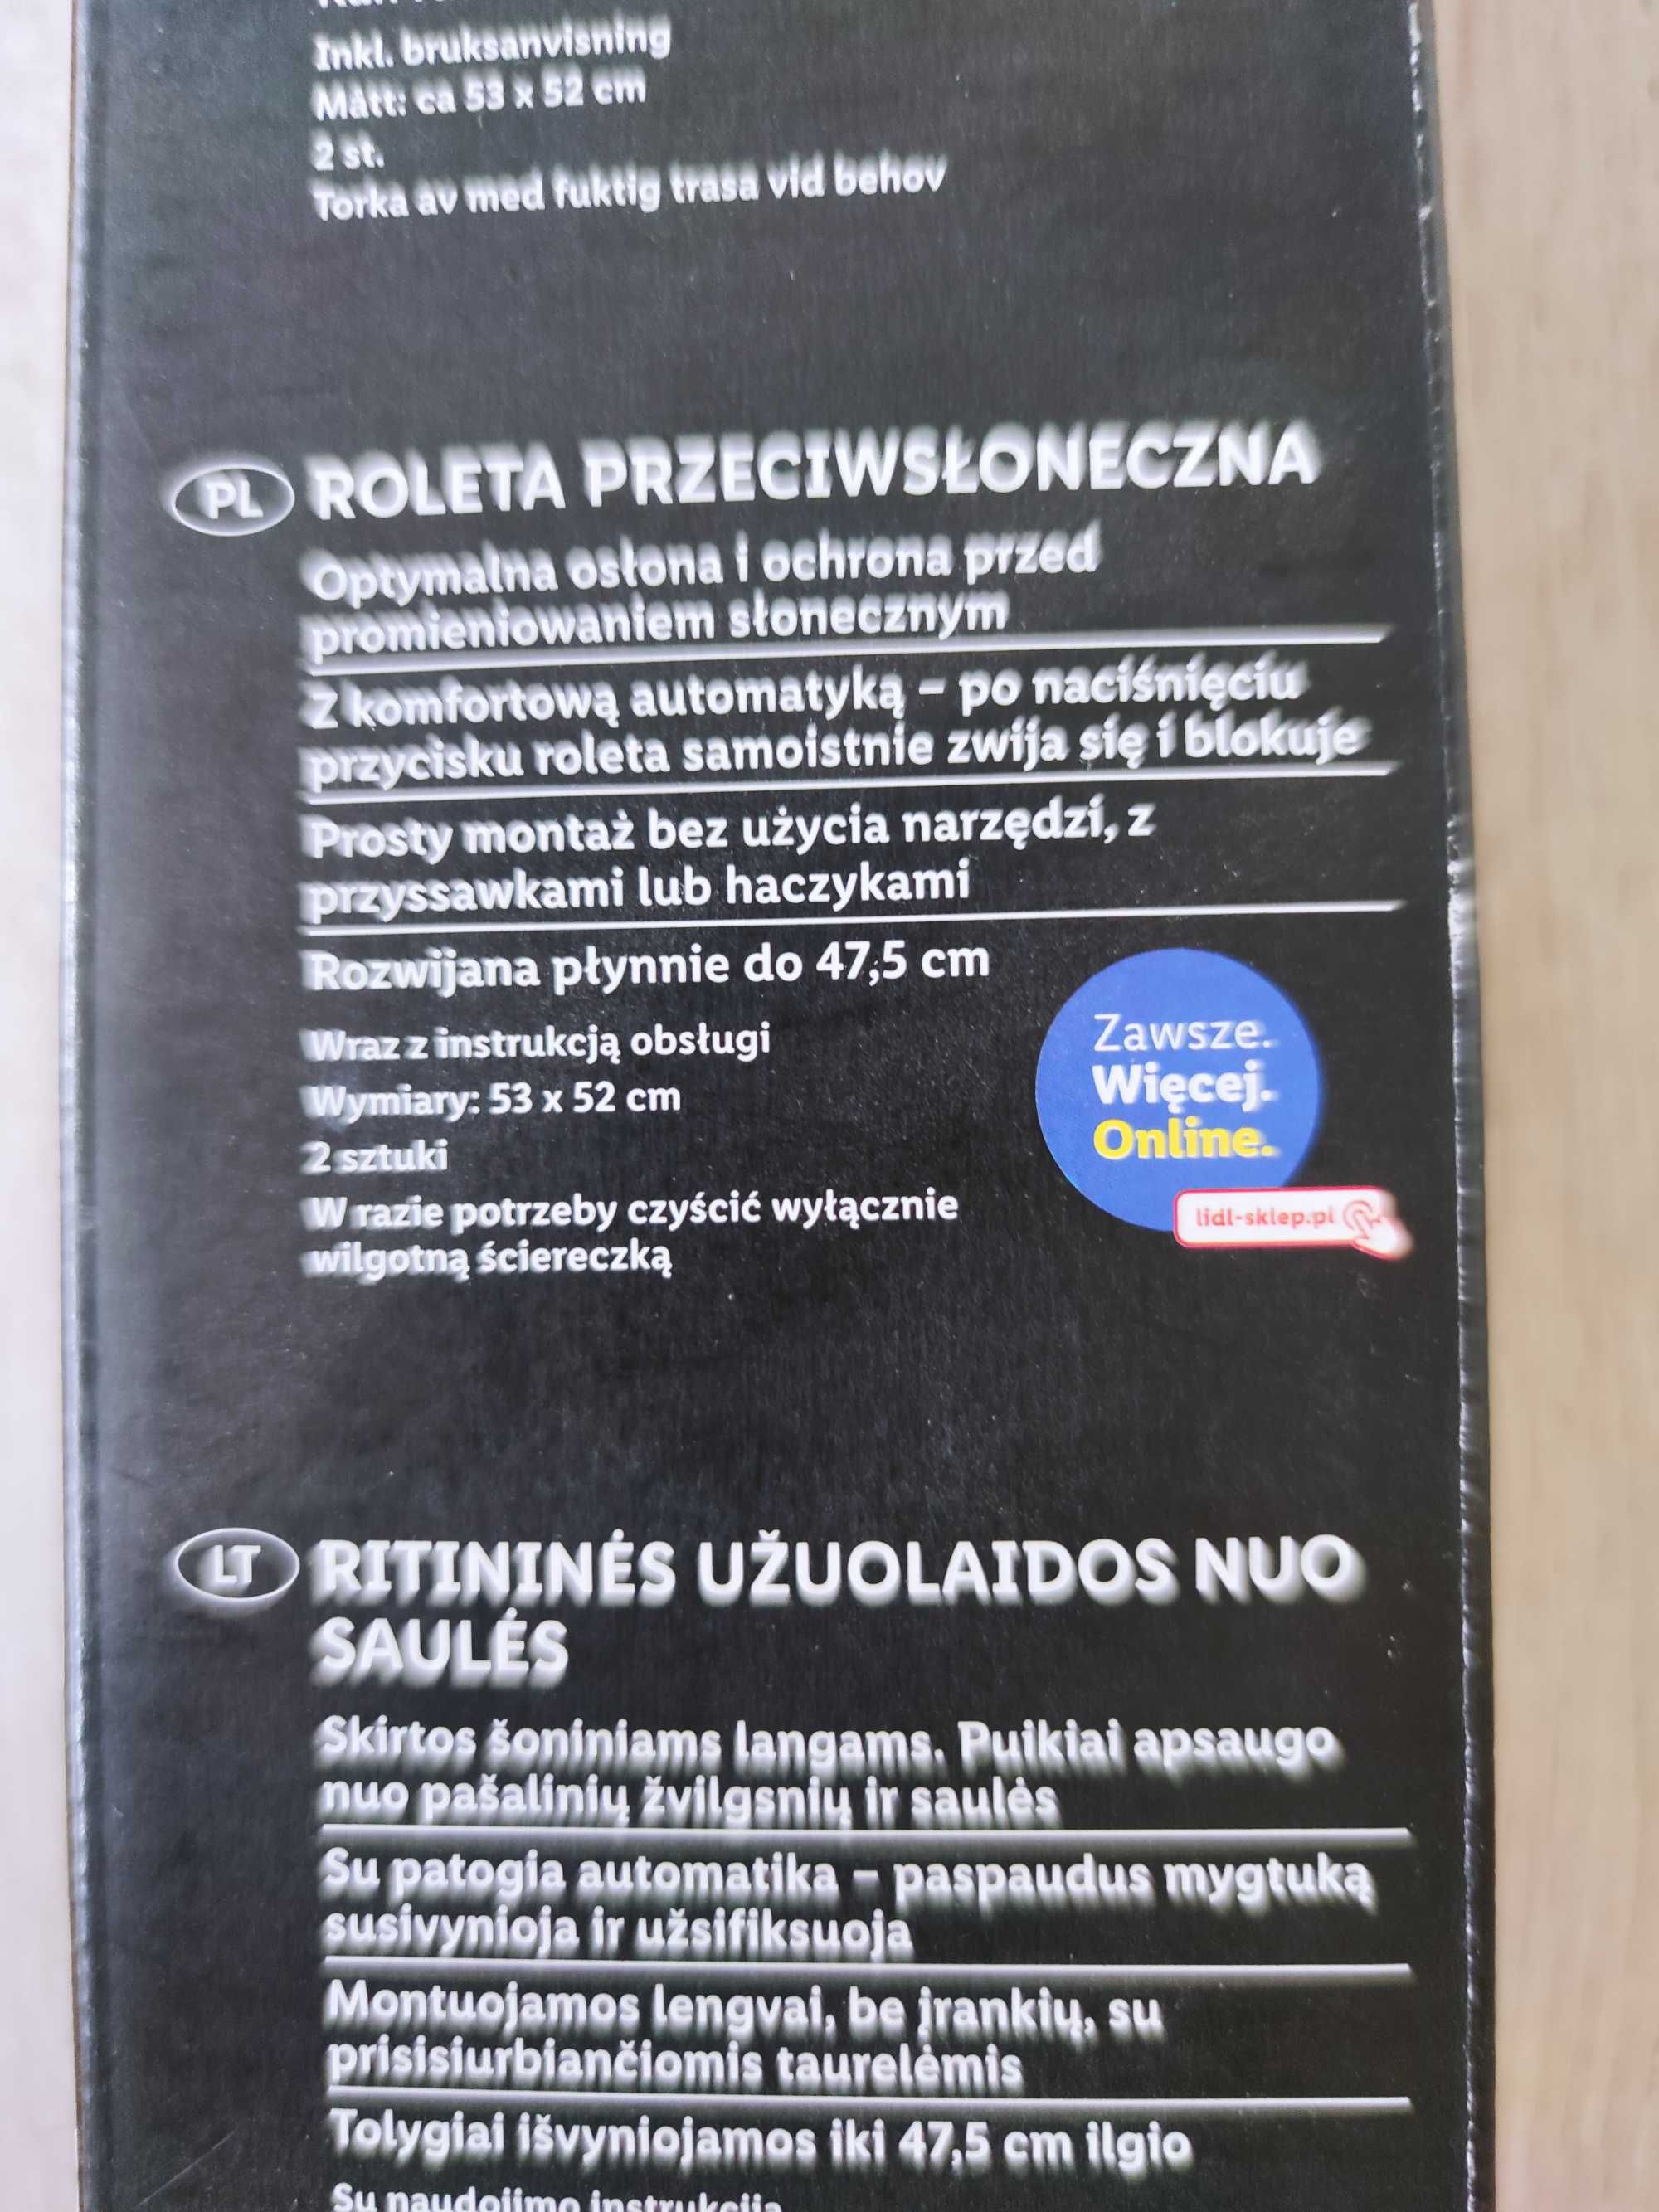 Inkl. bruksanvisning
Mått: ca 53 x 52 cm
2 st.
Torka av med fuktig trasa vid behov
PL ROLETA PRZECIWSŁONECZNA
Optymalna osłona i ochrona przed
promieniowaniem słonecznym
Z komfortową automatyką – po naciśnięciu
przycisku roleta samoistnie zwija się i blokuje
Prosty montaż bez użycia narzędzi, z
przyssawkami lub haczykami
Rozwijana płynnie do 47,5 cm
Wraz z instrukcją obsługi
Wymiary: 53 x 52 cm
2 sztuki
W razie potrzeby czyścić wyłącznie
wilgotną ściereczką
Zawsze.
Więcej.
Online.
lidl-sklep.pl
LT RITININĖS UŽUOLAIDOS NUO
SAULĖS
Skirtos šoniniams langams. Puikiai apsaugo
nuo pašalinių žvilgsnių ir saulės
Su patogia automatika – paspaudus mygtuką
susivynioja ir užsifiksuoja
Montuojamos lengvai, be įrankių, su
prisisiurbiančiomis taurelėmis
Tolygiai išvyniojamos iki 47,5 cm ilgio
Su naudojimo instrukcija